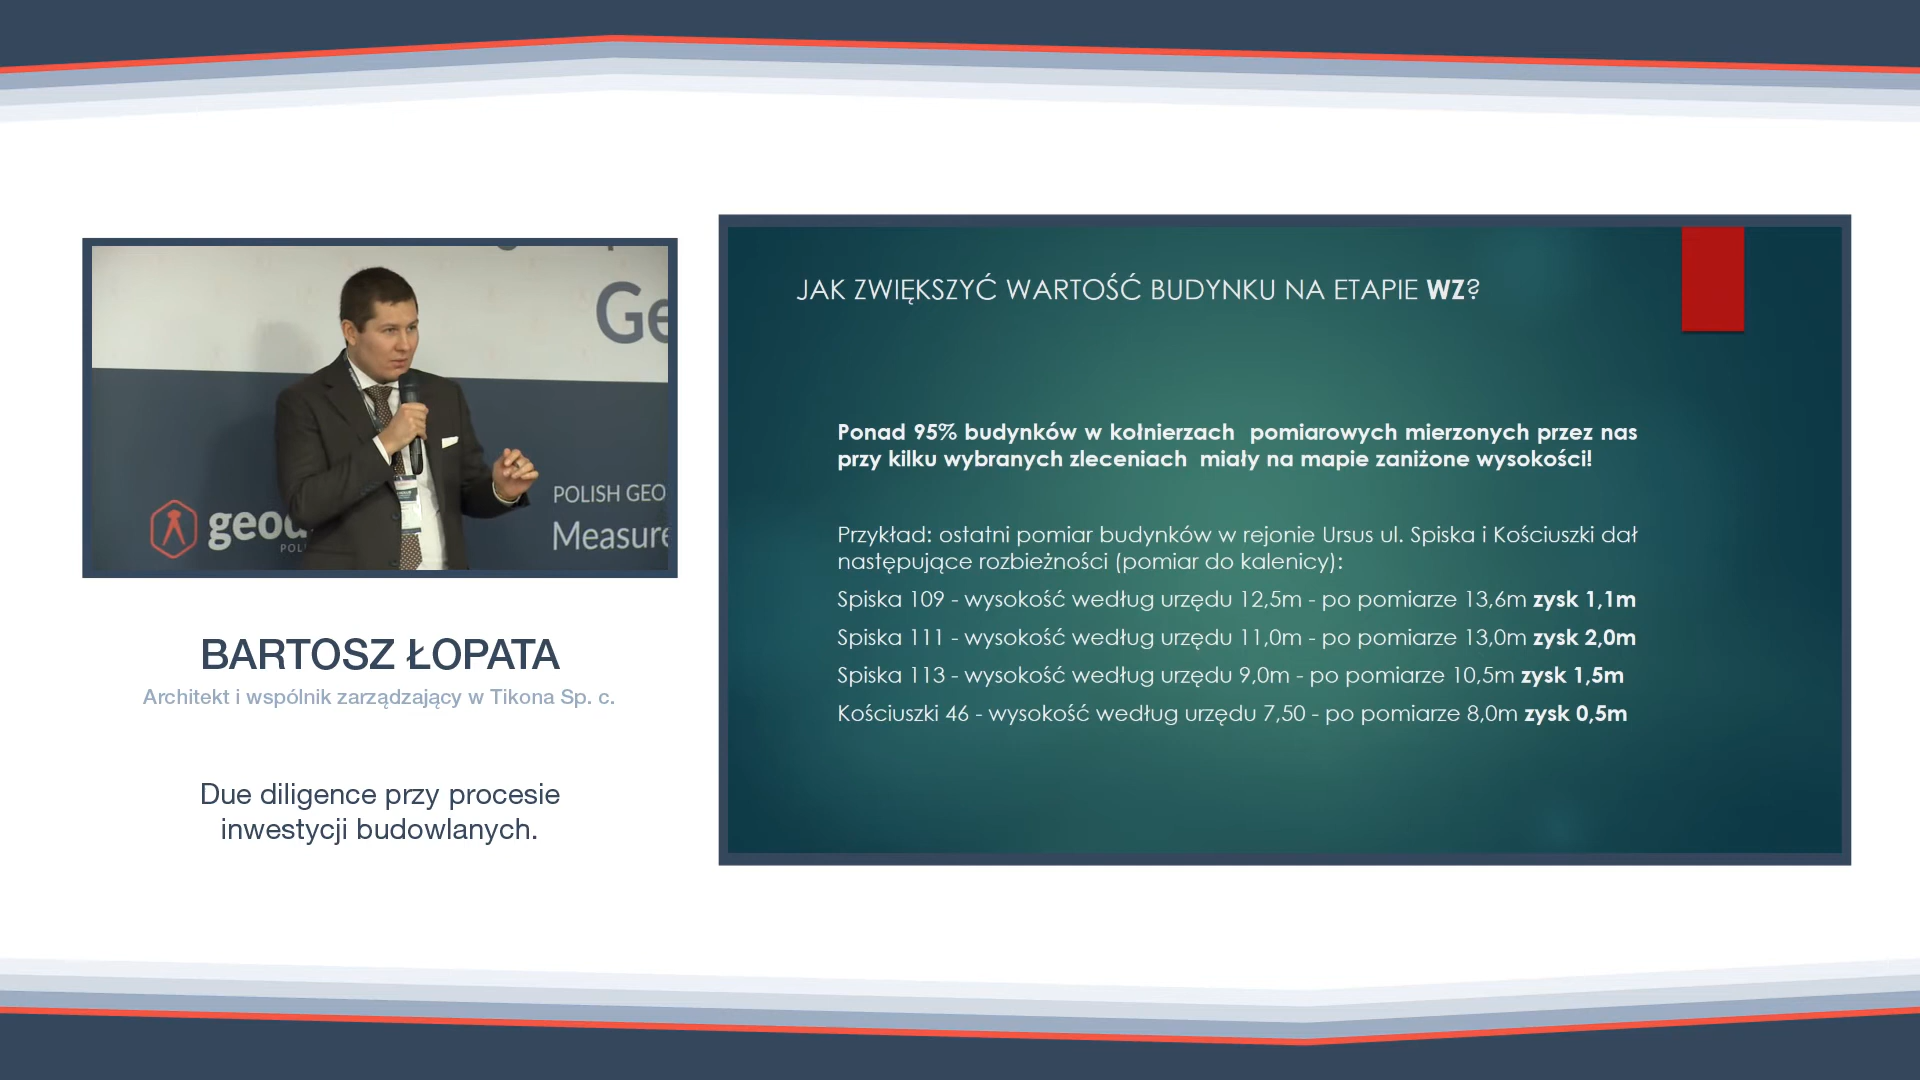 Ge
geod
POL
POLISH GEO
Measure
BARTOSZ ŁOPATA
Architekt i wspólnik zarządzający w Tikona Sp. c.
Due diligence przy procesie
inwestycji budowlanych.
JAK ZWIĘKSZYĆ WARTOŚĆ BUDYNKU NA ETAPIE WZ?
Ponad 95% budynków w kołnierzach pomiarowych mierzonych przez nas
przy kilku wybranych zleceniach miały na mapie zaniżone wysokości!
Przykład: ostatni pomiar budynków w rejonie Ursus ul. Spiska i Kościuszki dał
następujące rozbieżności (pomiar do kalenicy):
Spiska 109 - wysokość według urzędu 12,5m - po pomiarze 13,6m zysk 1,1m
Spiska 111 - wysokość według urzędu 11,0m - po pomiarze 13,0m zysk 2,0m
Spiska 113 - wysokość według urzędu 9,0m - po pomiarze 10,5m zysk 1,5m
Kościuszki 46 - wysokość według urzędu 7,50 - po pomiarze 8,0m zysk 0,5m